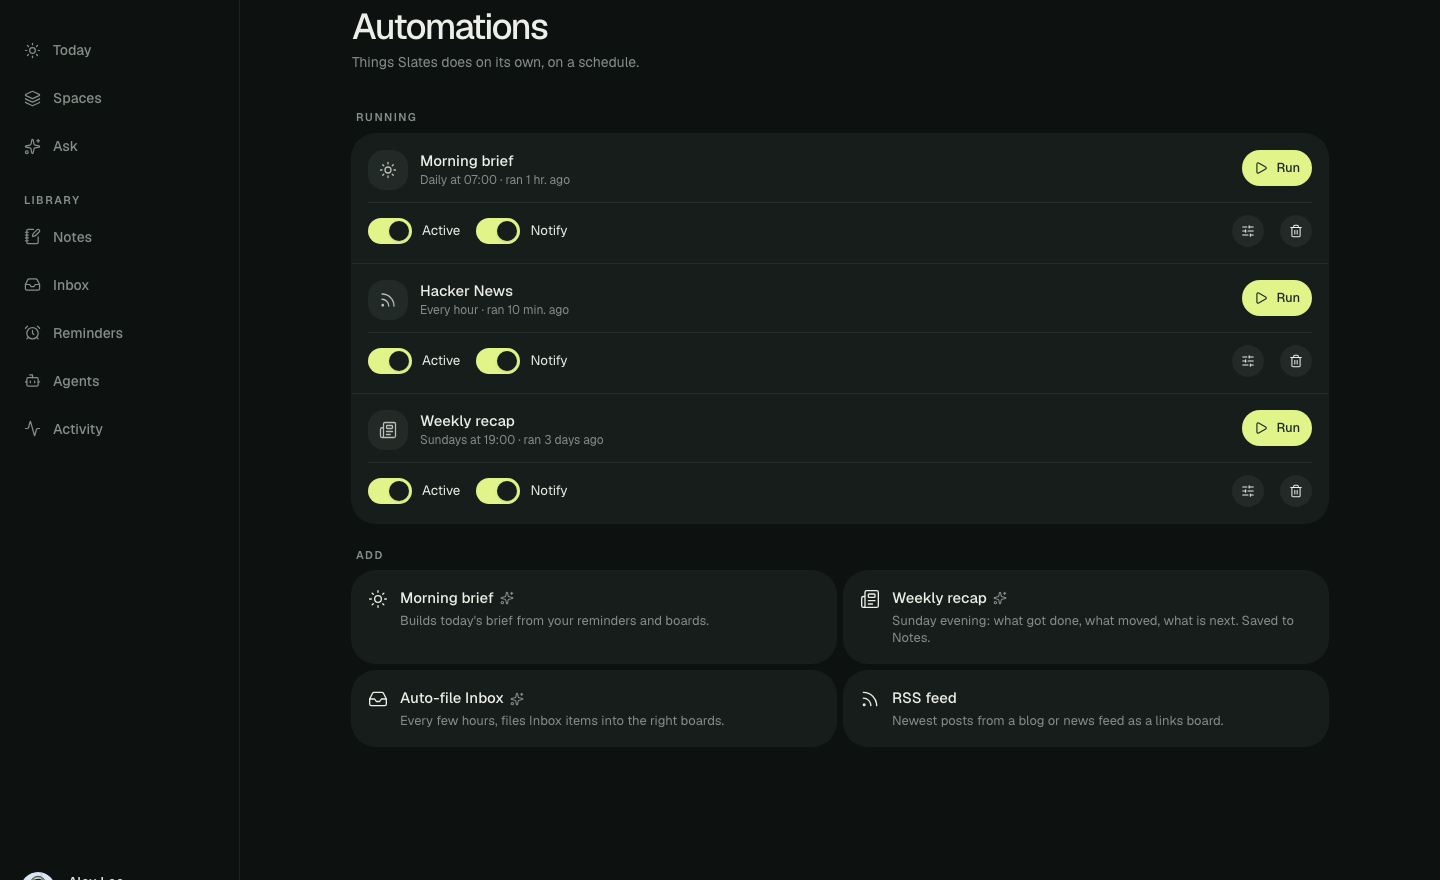 Today
Spaces
Ask
LIBRARY
Notes
Inbox
Reminders
Agents
Activity
Automations
Things Slates does on its own, on a schedule.
RUNNING
Morning brief
Daily at 07:00 · ran 1 hr. ago
Run
Active
Notify
Hacker News
Every hour · ran 10 min. ago
Run
Active
Notify
Weekly recap
Sundays at 19:00 · ran 3 days ago
Run
Active
Notify
ADD
Morning brief
Builds today's brief from your reminders and boards.
Weekly recap
Sunday evening: what got done, what moved, what is next. Saved to
Notes.
Auto-file Inbox
Every few hours, files Inbox items into the right boards.
RSS feed
Newest posts from a blog or news feed as a links board.